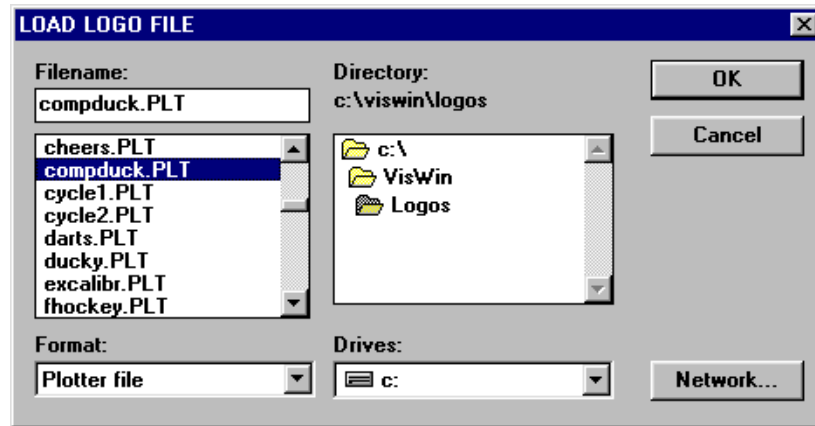 LOAD LOGO FILE
Filename:
compduck.PLT
cheers.PLT
compduck.PLT
cycle1.PLT
cycle2.PLT
darts.PLT
ducky.PLT
excalibr.PLT
fhockey.PLT
Format:
Plotter file
Directory:
c:\viswin\logos
c:\
VisWin
Logos
Drives:
c:
OK
Cancel
Network...